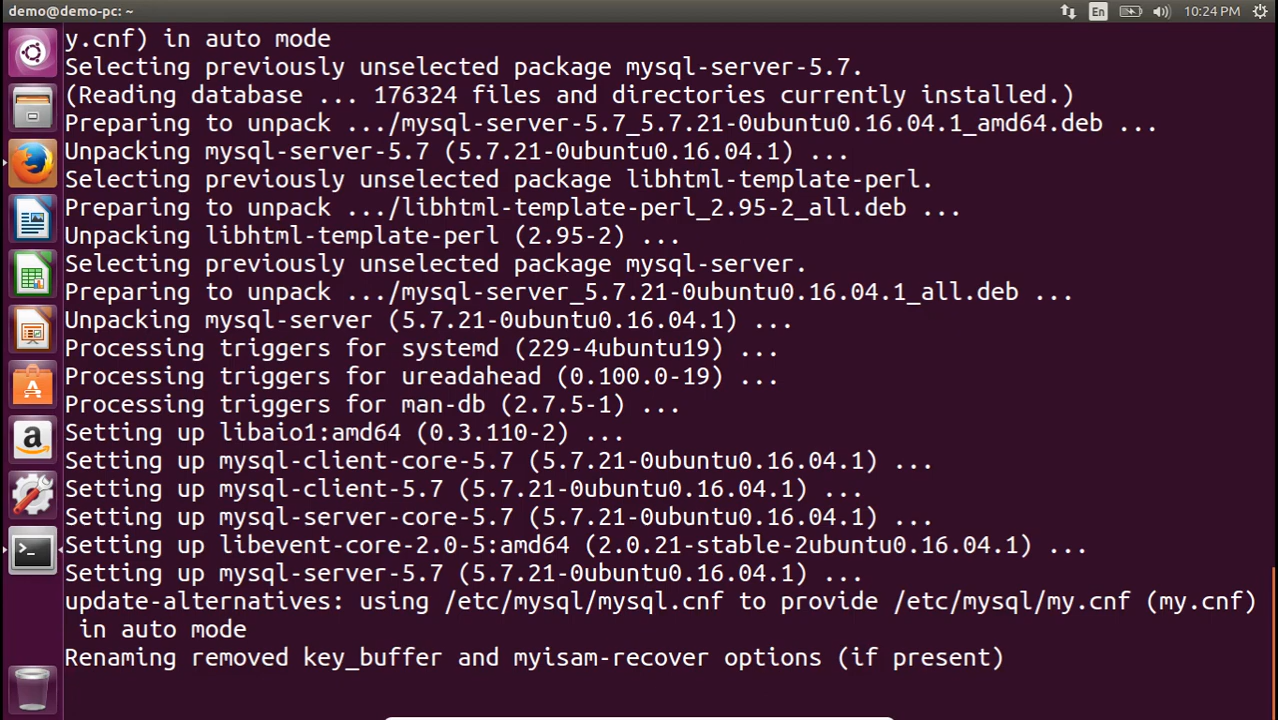 demo@demo-pc: ~
En
10:24 PM
y.cnf) in auto mode
Selecting previously unselected package mysql-server-5.7.
(Reading database ... 176324 files and directories currently installed.)
Preparing to unpack .../mysql-server-5.7_5.7.21-0ubuntu0.16.04.1_amd64.deb ...
Unpacking mysql-server-5.7 (5.7.21-0ubuntu0.16.04.1) ...
Selecting previously unselected package libhtml-template-perl.
Preparing to unpack .../libhtml-template-perl_2.95-2_all.deb ...
Unpacking libhtml-template-perl (2.95-2) ...
Selecting previously unselected package mysql-server.
Preparing to unpack .../mysql-server_5.7.21-0ubuntu0.16.04.1_all.deb ...
Unpacking mysql-server (5.7.21-0ubuntu0.16.04.1) ...
Processing triggers for systemd (229-4ubuntu19) ...
Processing triggers for ureadahead (0.100.0-19) ...
Processing triggers for man-db (2.7.5-1) ...
Setting up libaio1:amd64 (0.3.110-2) ...
Setting up mysql-client-core-5.7 (5.7.21-0ubuntu0.16.04.1) ...
Setting up mysql-client-5.7 (5.7.21-0ubuntu0.16.04.1) ...
Setting up mysql-server-core-5.7 (5.7.21-0ubuntu0.16.04.1) ...
Setting up libevent-core-2.0-5:amd64 (2.0.21-stable-2ubuntu0.16.04.1) ...
Setting up mysql-server-5.7 (5.7.21-0ubuntu0.16.04.1) ...
update-alternatives: using /etc/mysql/mysql.cnf to provide /etc/mysql/my.cnf (my.cnf)
in auto mode
Renaming removed key_buffer and myisam-recover options (if present)